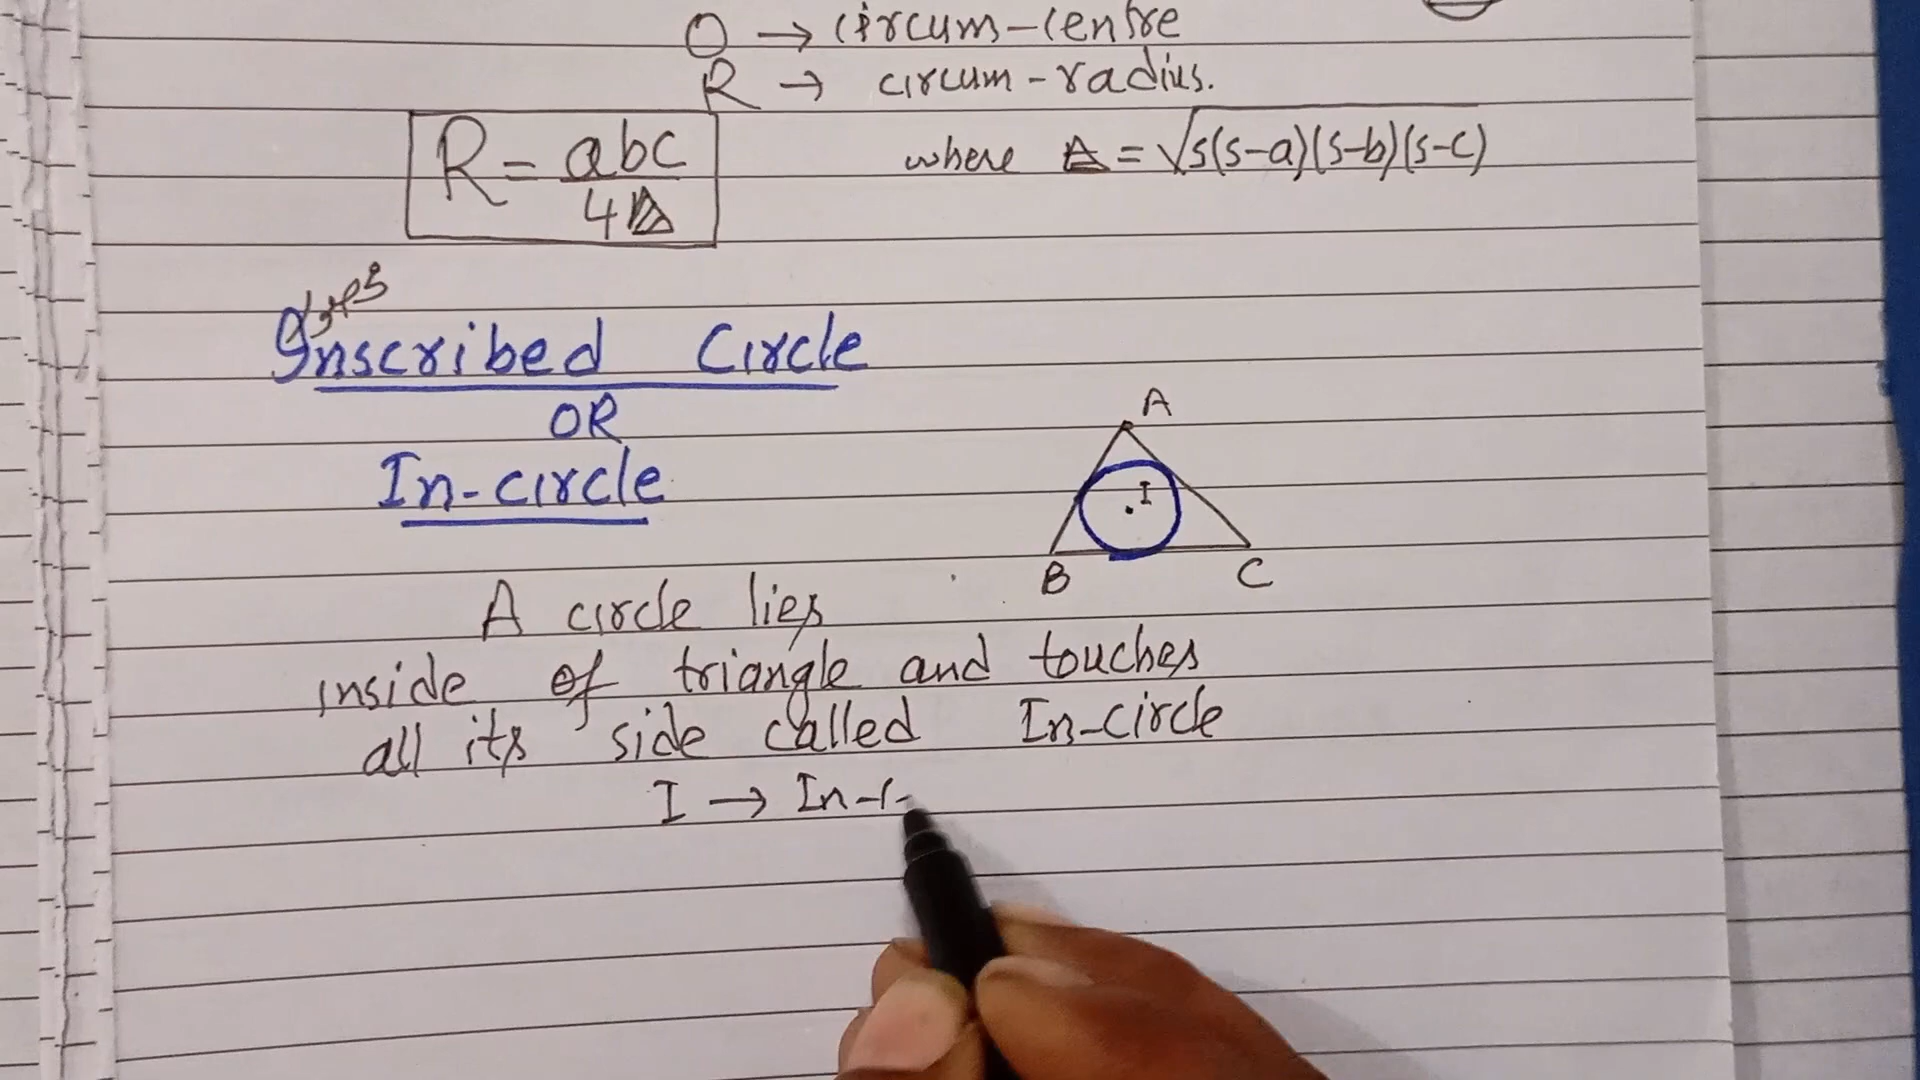 O → circum-centre
R → circum-radius.
R = abc/4∆ where ∆ = √s(s-a)(s-b)(s-c)
Inscribed Circle
OR
In-circle
A
I
B C
A circle lies
inside of triangle and touches
all its side called In-circle
I → In-c